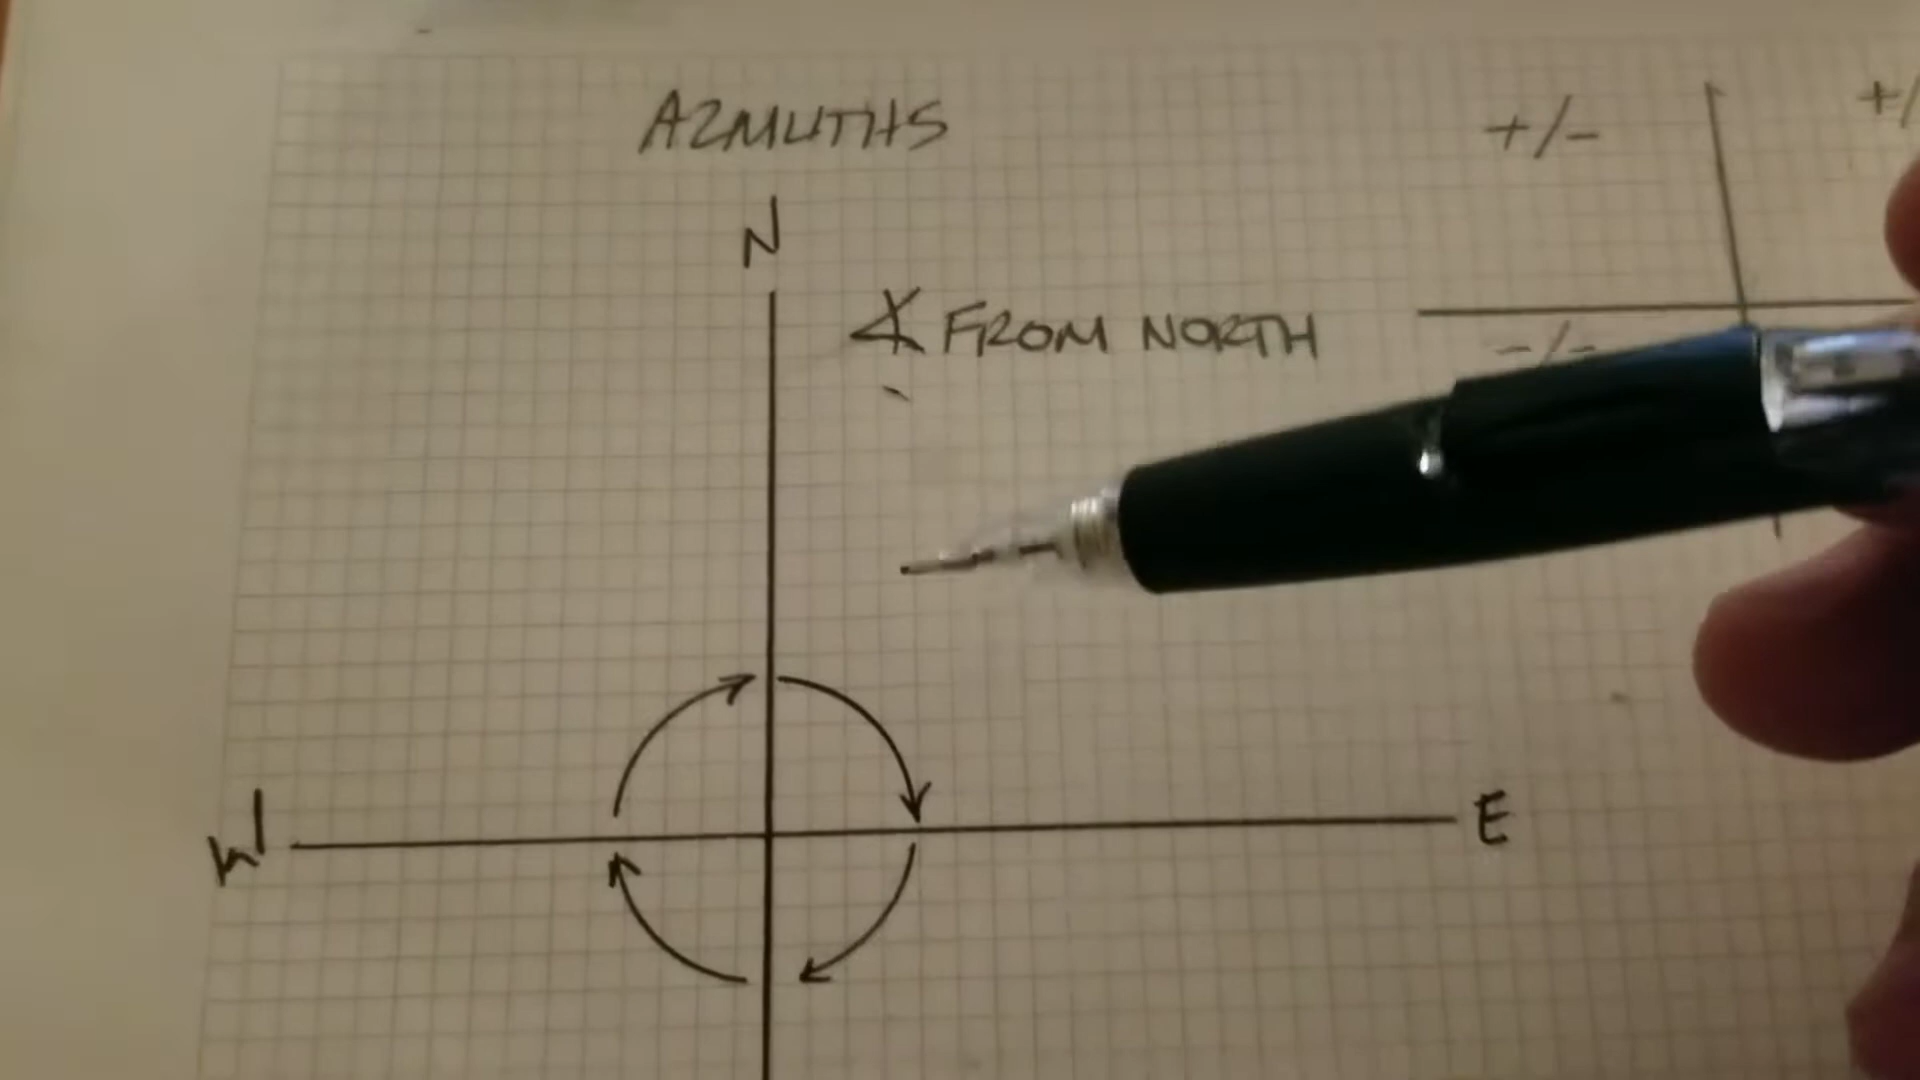 AZMUTHS
+/-
+/
N
∡ FROM NORTH
-/-
W
E